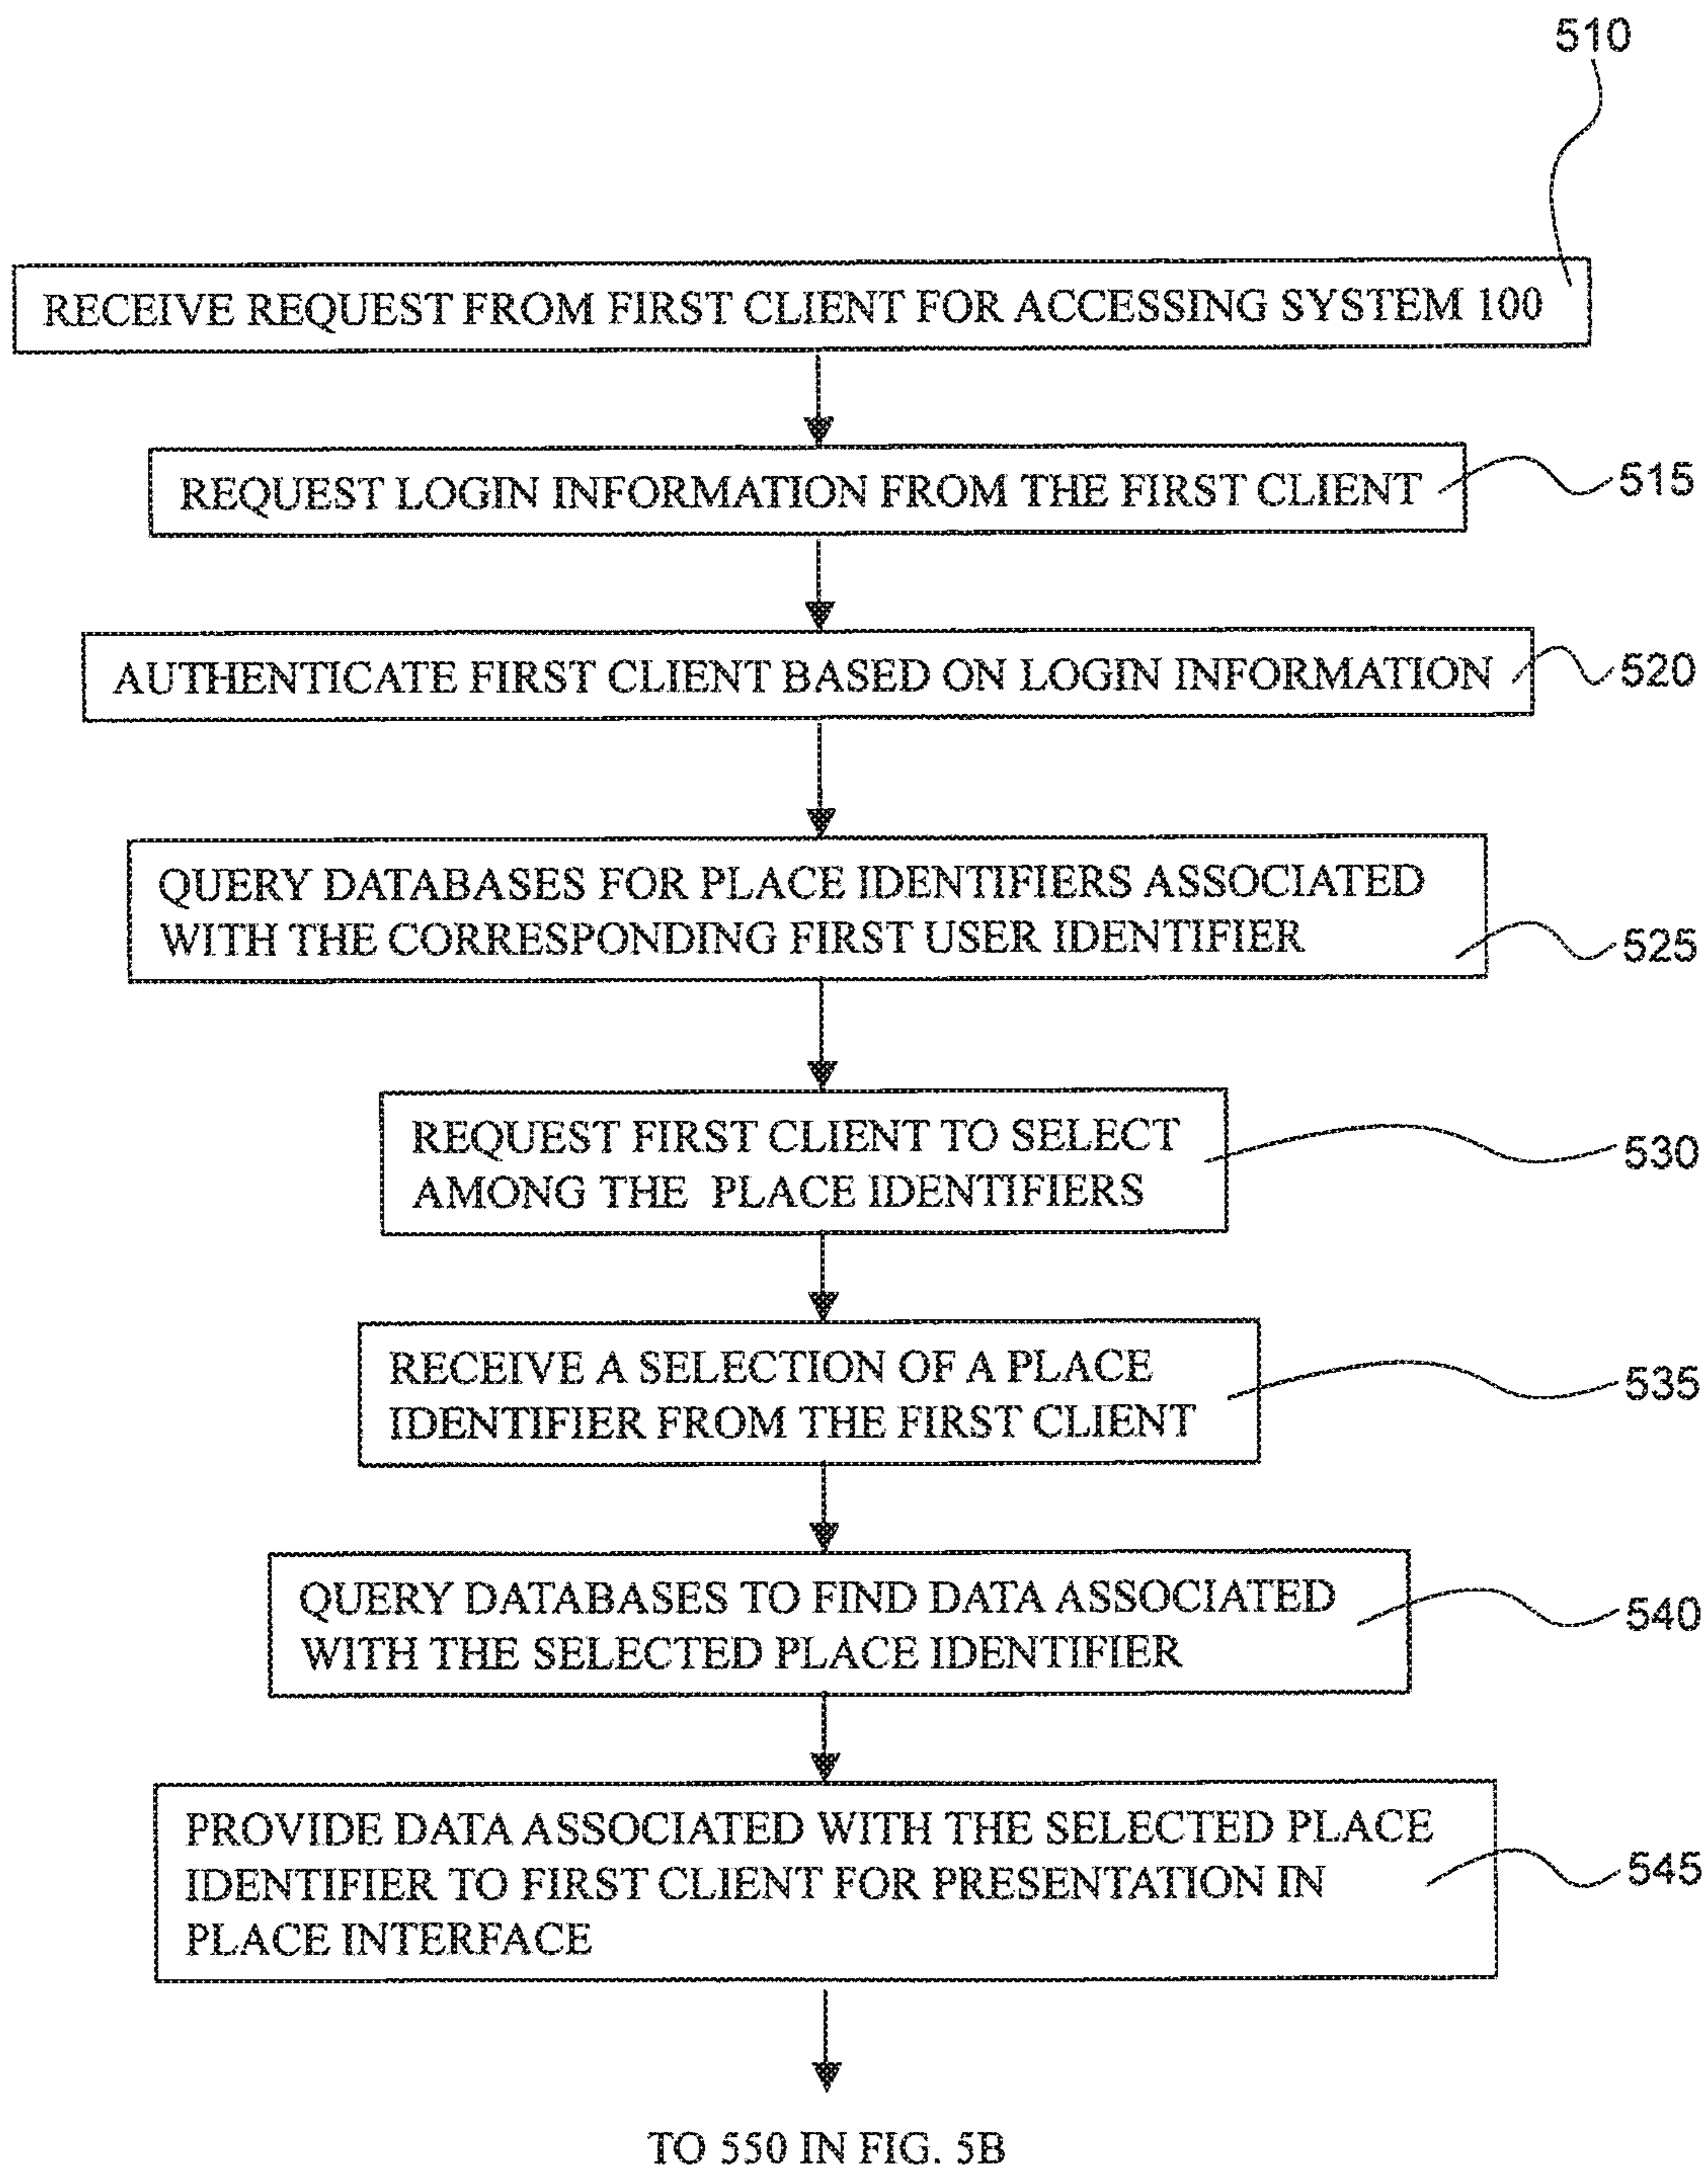 510
RECEIVE REQUEST FROM FIRST CLIENT FOR ACCESSING SYSTEM 100
REQUEST LOGIN INFORMATION FROM THE FIRST CLIENT
515
AUTHENTICATE FIRST CLIENT BASED ON LOGIN INFORMATION
520
QUERY DATABASES FOR PLACE IDENTIFIERS ASSOCIATED
WITH THE CORRESPONDING FIRST USER IDENTIFIER
525
REQUEST FIRST CLIENT TO SELECT
AMONG THE PLACE IDENTIFIERS
530
RECEIVE A SELECTION OF A PLACE
IDENTIFIER FROM THE FIRST CLIENT
535
QUERY DATABASES TO FIND DATA ASSOCIATED
WITH THE SELECTED PLACE IDENTIFIER
540
PROVIDE DATA ASSOCIATED WITH THE SELECTED PLACE
IDENTIFIER TO FIRST CLIENT FOR PRESENTATION IN
PLACE INTERFACE
545
TO 550 IN FIG. 5B